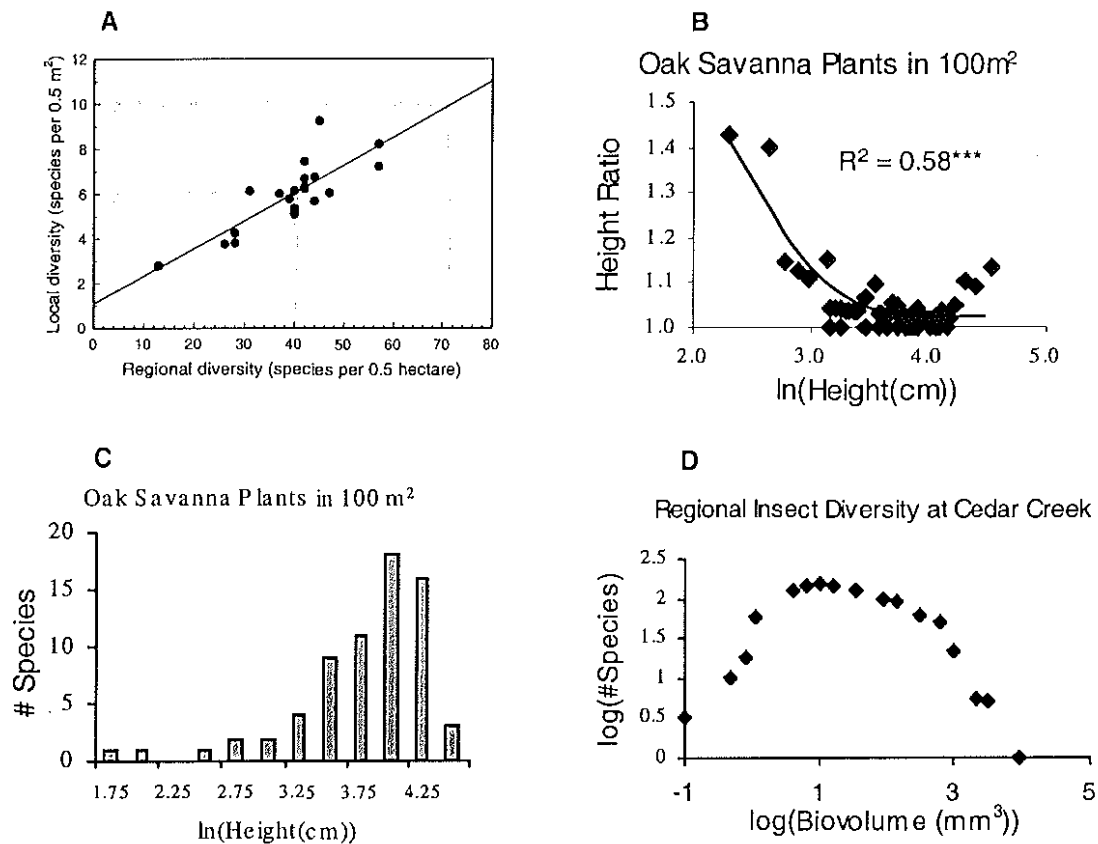 A
12
10
8
6
4
2
0
Local diversity (species per 0.5 m²)
0 10 20 30 40 50 60 70 80
Regional diversity (species per 0.5 hectare)
B
Oak Savanna Plants in 100m²
1.5
1.4
1.3
1.2
1.1
1.0
Height Ratio
R² = 0.58***
2.0 3.0 4.0 5.0
ln(Height(cm))
C
Oak Savanna Plants in 100 m²
20
15
10
5
0
# Species
1.75 2.25 2.75 3.25 3.75 4.25
ln(Height(cm))
D
Regional Insect Diversity at Cedar Creek
2.5
2
1.5
1
0.5
0
log(#Species)
-1 1 3 5
log(Biovolume (mm³))